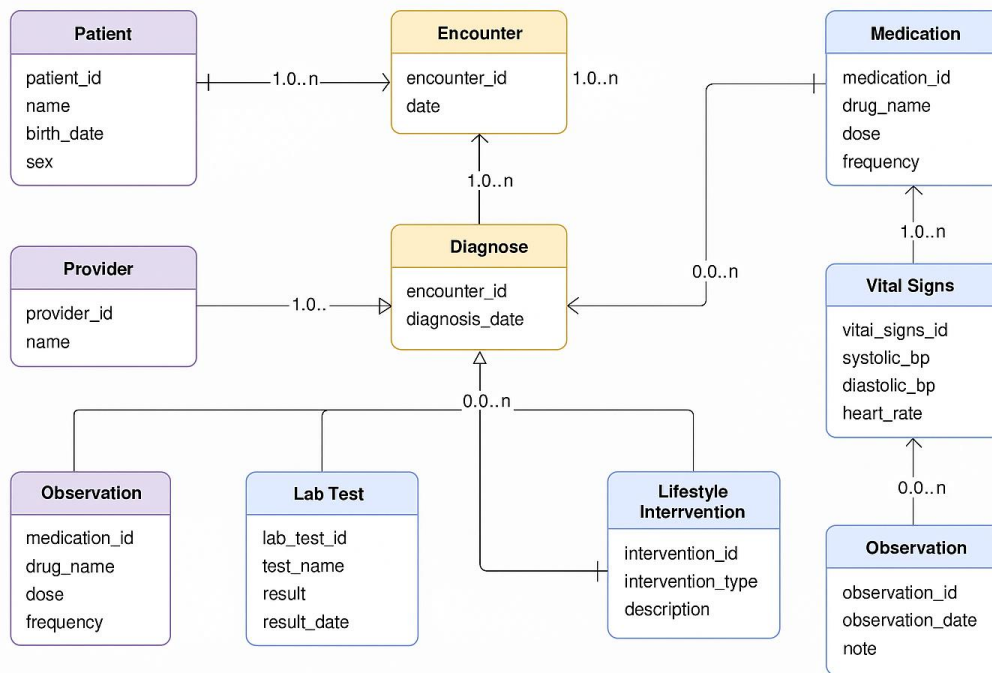 Patient
patient_id
name
birth_date
sex
1.0..n
Encounter
encounter_id
date
1.0..n
Medication
medication_id
drug_name
dose
frequency
1.0..n
Provider
provider_id
name
1.0..
Diagnose
encounter_id
diagnosis_date
0.0..n
1.0..n
Vital Signs
vitai_signs_id
systolic_bp
diastolic_bp
heart_rate
0.0..n
Observation
medication_id
drug_name
dose
frequency
Lab Test
lab_test_id
test_name
result
result_date
Lifestyle
Interrvention
intervention_id
intervention_type
description
0.0..n
Observation
observation_id
observation_date
note